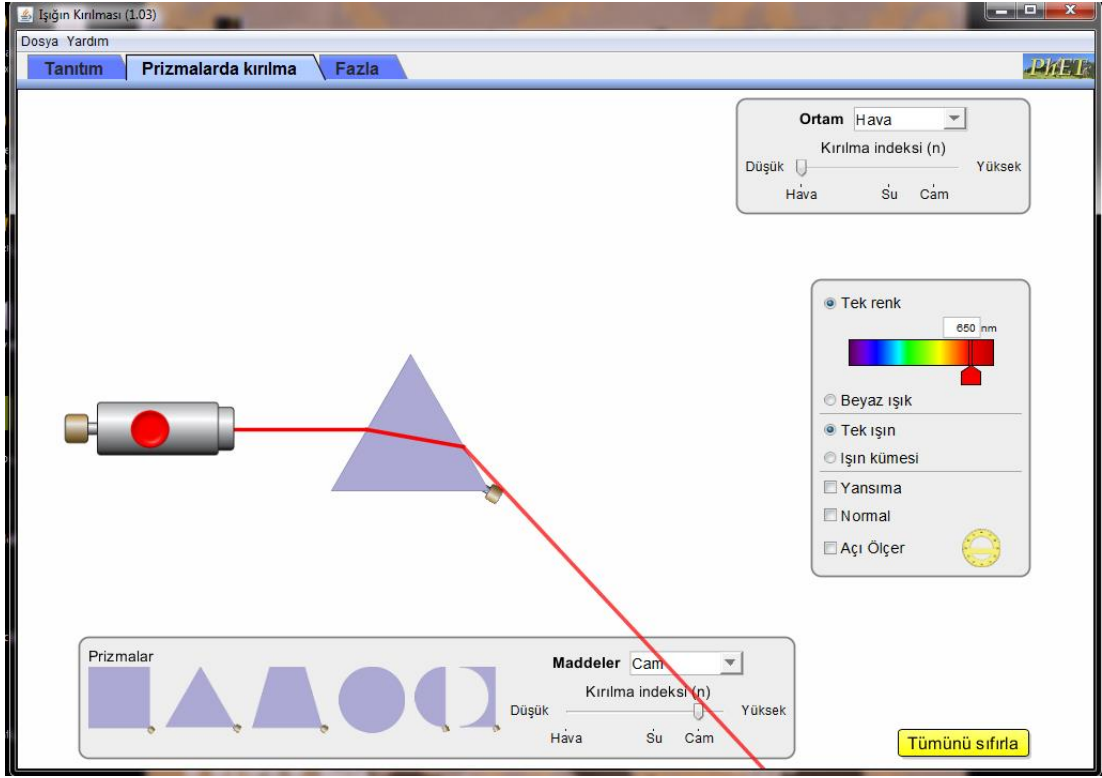 Işığın Kırılması (1.03)
Dosya Yardım
Tanıtım Prizmalarda kırılma Fazla
PhET
Ortam Hava
Kırılma indeksi (n)
Düşük Yüksek
Hava Su Cam
Tek renk
650 nm
Beyaz ışık
Tek ışın
Işın kümesi
Yansıma
Normal
Açı Ölçer
Prizmalar
Maddeler Cam
Kırılma indeksi (n)
Düşük Yüksek
Hava Su Cam
Tümünü sıfırla